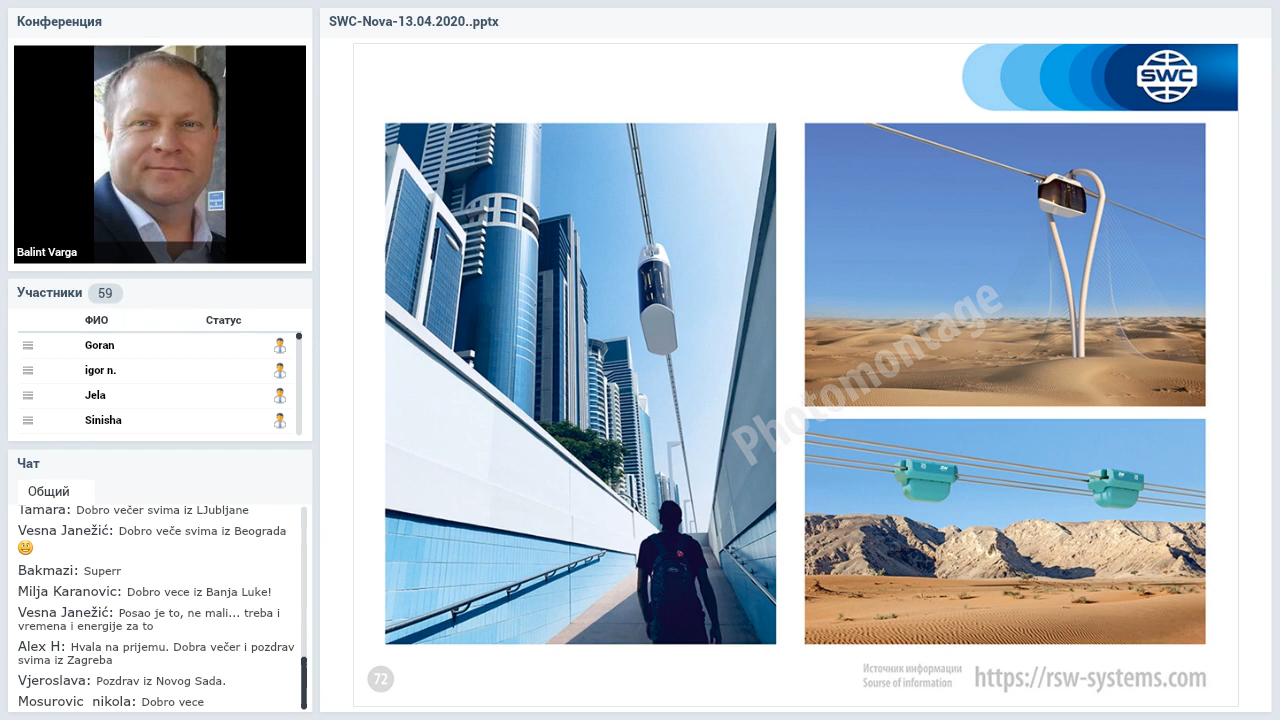 Конференция
Balint Varga
Участники 59
ФИО Статус
Goran
igor n.
Jela
Sinisha
Чат
Общий
Tamara: Dobro večer svima iz LJubljane
Vesna Janežić: Dobro veče svima iz Beograda
Bakmazi: Superr
Milja Karanovic: Dobro vece iz Banja Luke!
Vesna Janežić: Posao je to, ne mali... treba i
vremena i energije za to
Alex H: Hvala na prijemu. Dobra večer i pozdrav
svima iz Zagreba
Vjeroslava: Pozdrav iz Novog Sada.
Mosurovic nikola: Dobro vece
SWC-Nova-13.04.2020..pptx
SWC
Photomontage
72
Источник информации
Sourse of information
https://rsw-systems.com